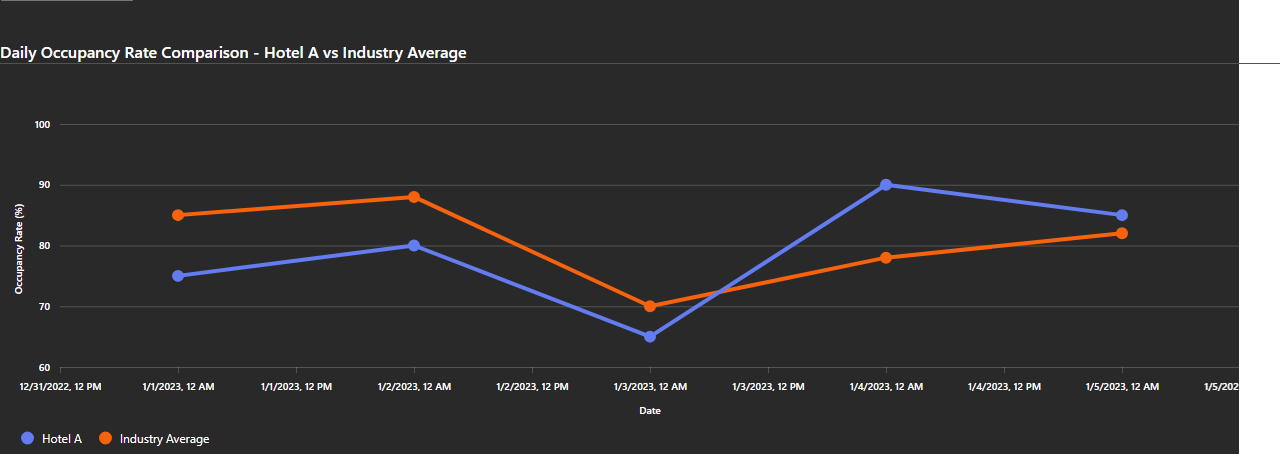 Daily Occupancy Rate Comparison - Hotel A vs Industry Average
100
90
80
70
60
Occupancy Rate (%)
12/31/2022, 12 PM 1/1/2023, 12 AM 1/1/2023, 12 PM 1/2/2023, 12 AM 1/2/2023, 12 PM 1/3/2023, 12 AM 1/3/2023, 12 PM 1/4/2023, 12 AM 1/4/2023, 12 PM 1/5/2023, 12 AM 1/5/202
Date
Hotel A Industry Average